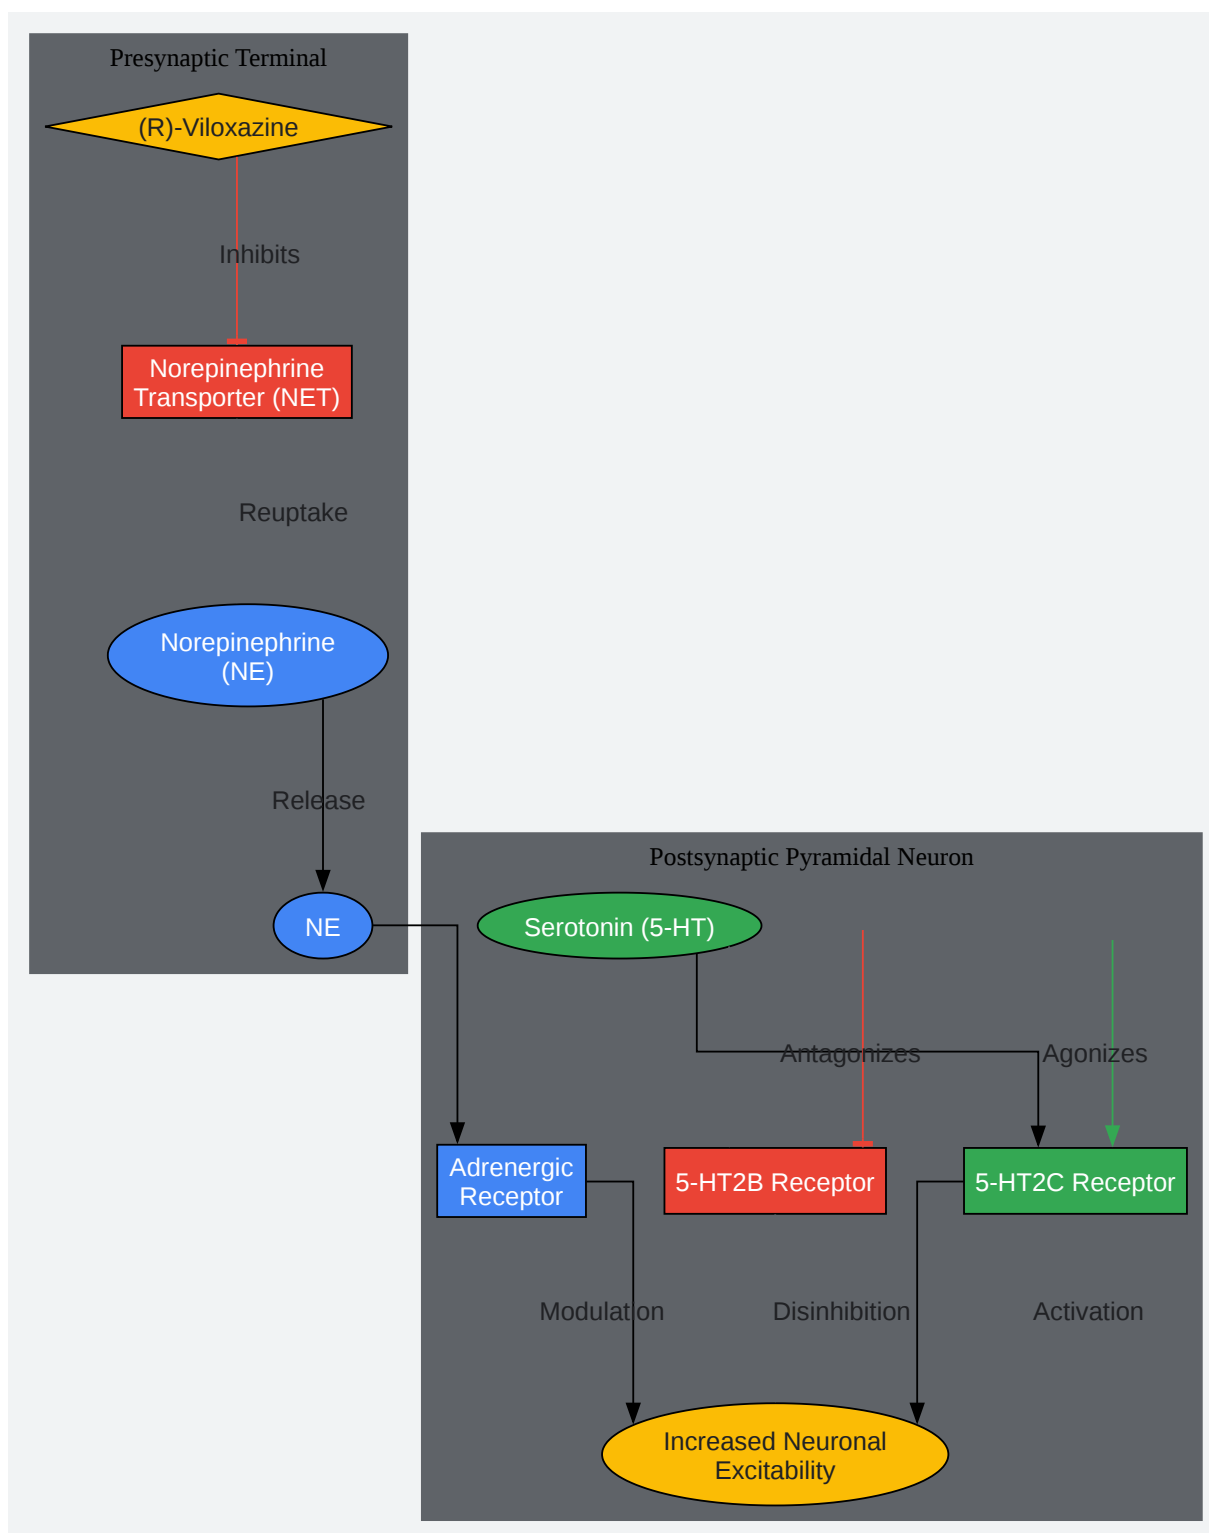 Presynaptic Terminal
(R)-Viloxazine
Inhibits
Norepinephrine
Transporter (NET)
Reuptake
Norepinephrine
(NE)
Release
NE
Postsynaptic Pyramidal Neuron
Serotonin (5-HT)
Antagonizes
Agonizes
Adrenergic
Receptor
5-HT2B Receptor
5-HT2C Receptor
Modulation
Disinhibition
Activation
Increased Neuronal
Excitability